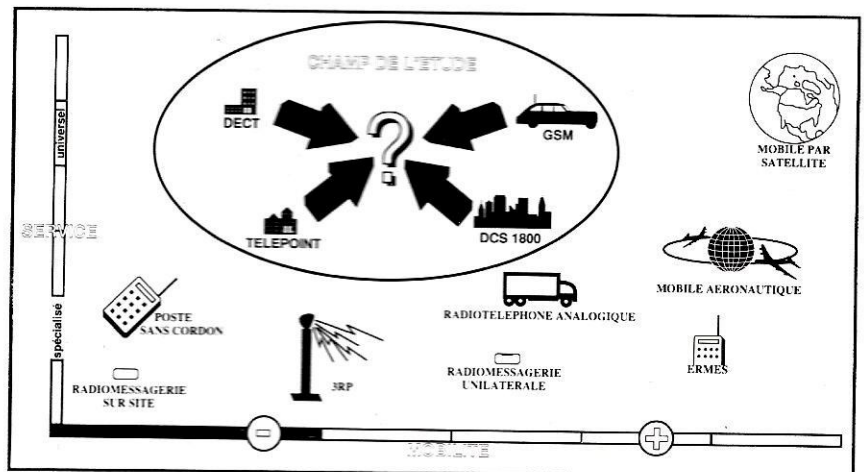 CHAMP DE L'ETUDE
DECT
?
GSM
TELEPOINT
DCS 1800
MOBILE PAR
SATELLITE
universel
SERVICE
spécialisé
MOBILE AERONAUTIQUE
POSTE
SANS CORDON
RADIOTELEPHONE ANALOGIQUE
3RP
RADIOMESSAGERIE
UNILATERALE
ERMES
RADIOMESSAGERIE
SUR SITE
-
+
MOBILITE